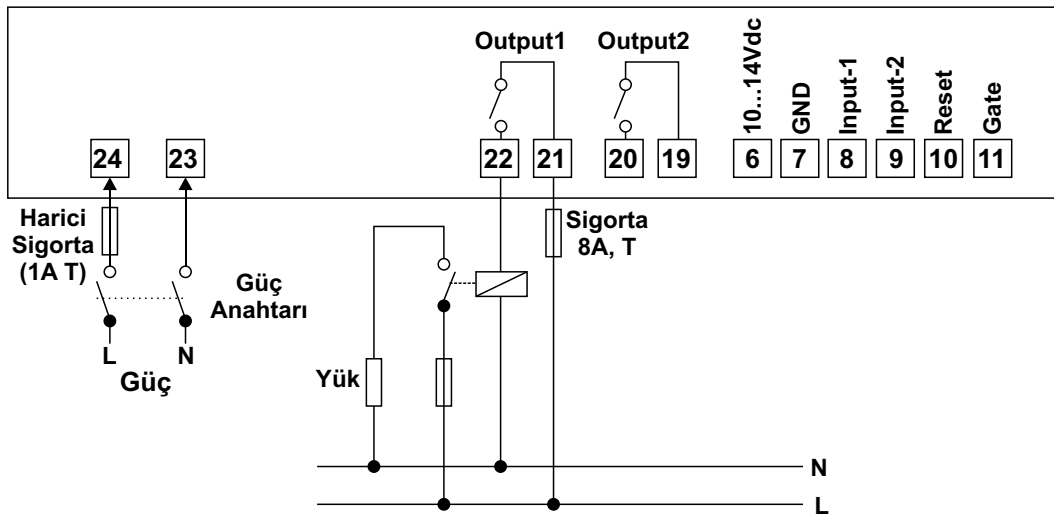 Output1
Output2
10...14Vdc
GND
Input-1
Input-2
Reset
Gate
24
23
22
21
20
19
6
7
8
9
10
11
Harici
Sigorta
(1A T)
Güç
Anahtarı
L
N
Güç
Sigorta
8A, T
Yük
N
L